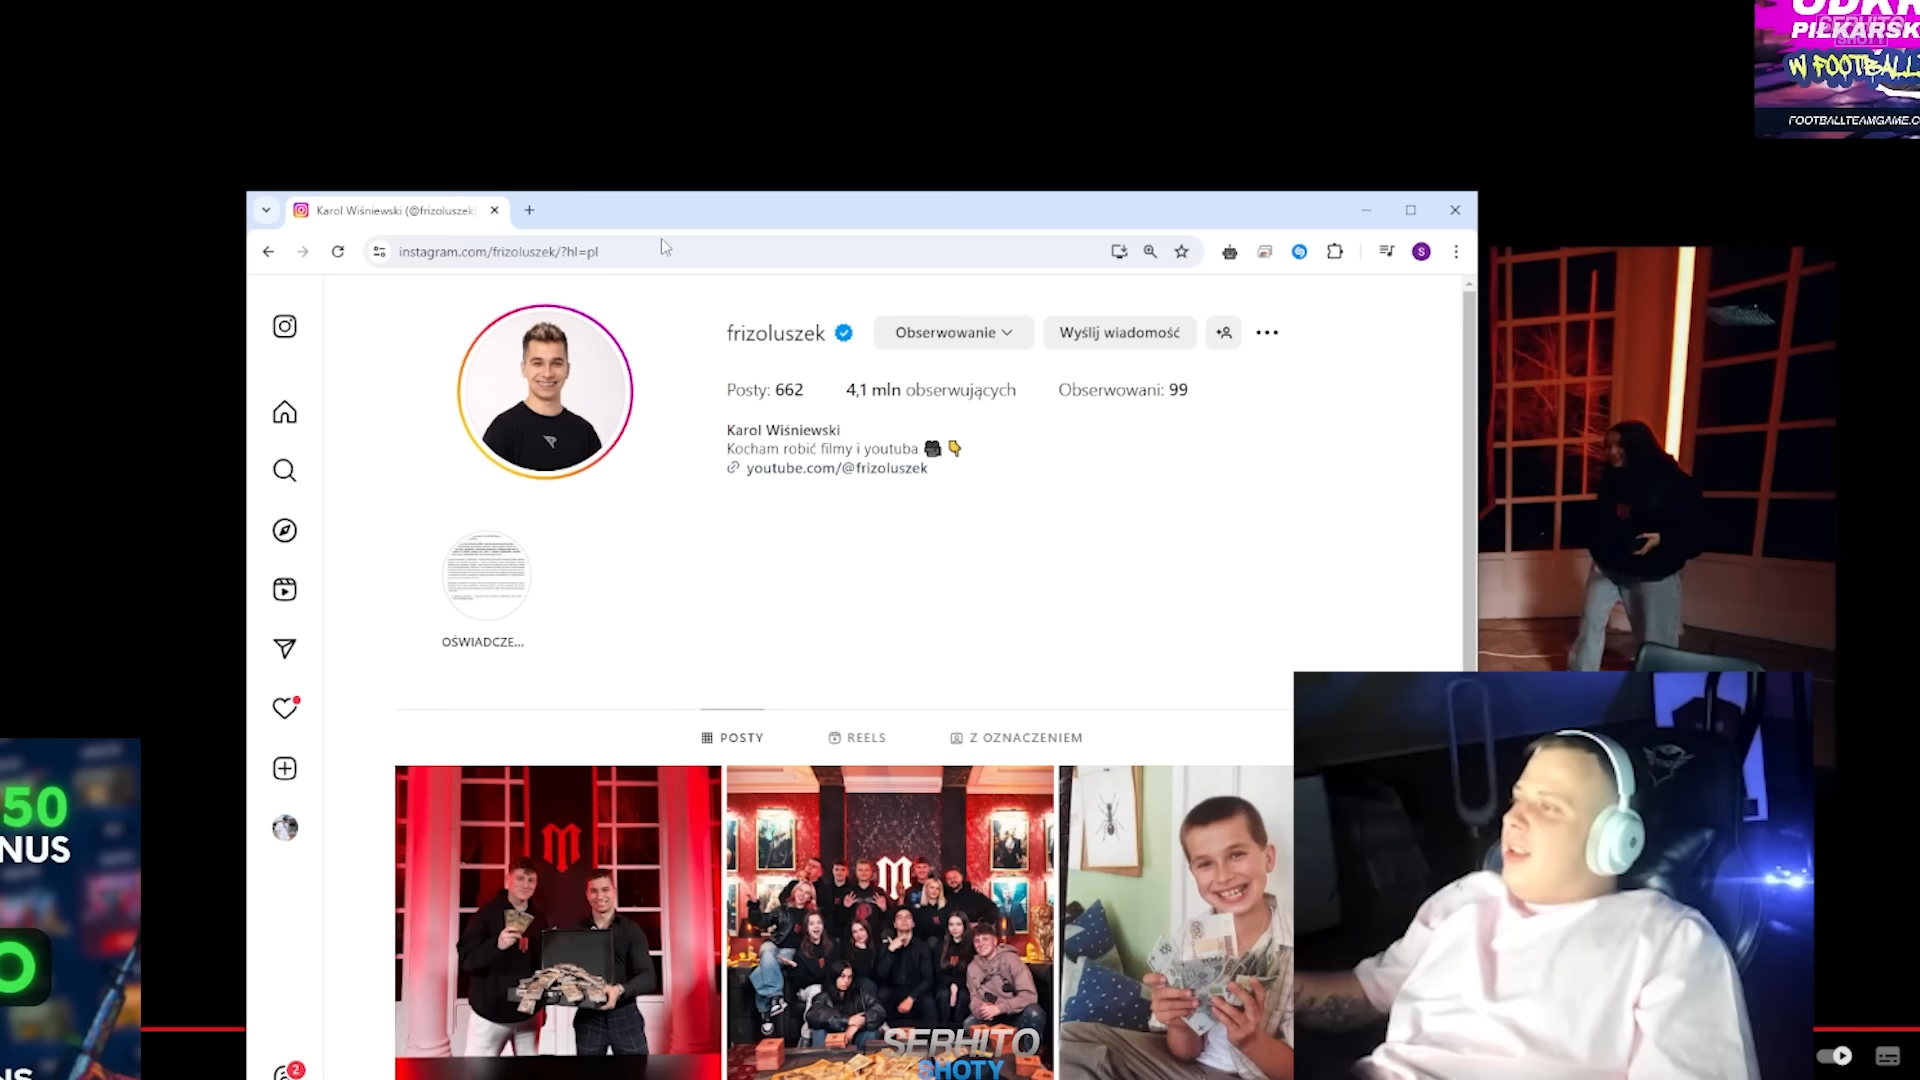 PIŁKARSK
W FOOTBALL
FOOTBALLTEAMGAME.C
Karol Wiśniewski (@frizoluszek)
instagram.com/frizoluszek/?hl=pl
S
frizoluszek
Obserwowanie
Wyślij wiadomość
Posty: 662
4,1 mln obserwujących
Obserwowani: 99
Karol Wiśniewski
Kocham robić filmy i youtuba
youtube.com/@frizoluszek
OŚWIADCZE...
POSTY
REELS
Z OZNACZENIEM
50
NUS
2
SERHITO
SHOTY